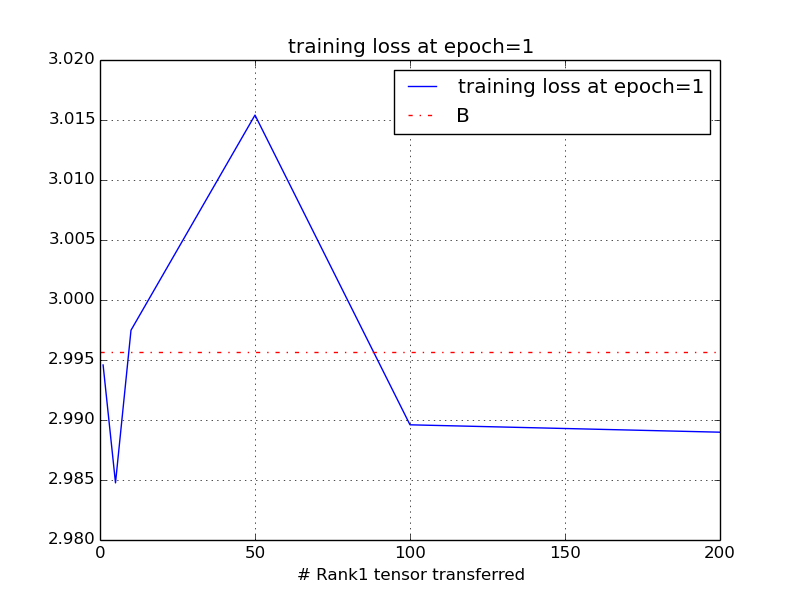 training loss at epoch=1
training loss at epoch=1
B
3.020
3.015
3.010
3.005
3.000
2.995
2.990
2.985
2.980
0 50 100 150 200
# Rank1 tensor transferred